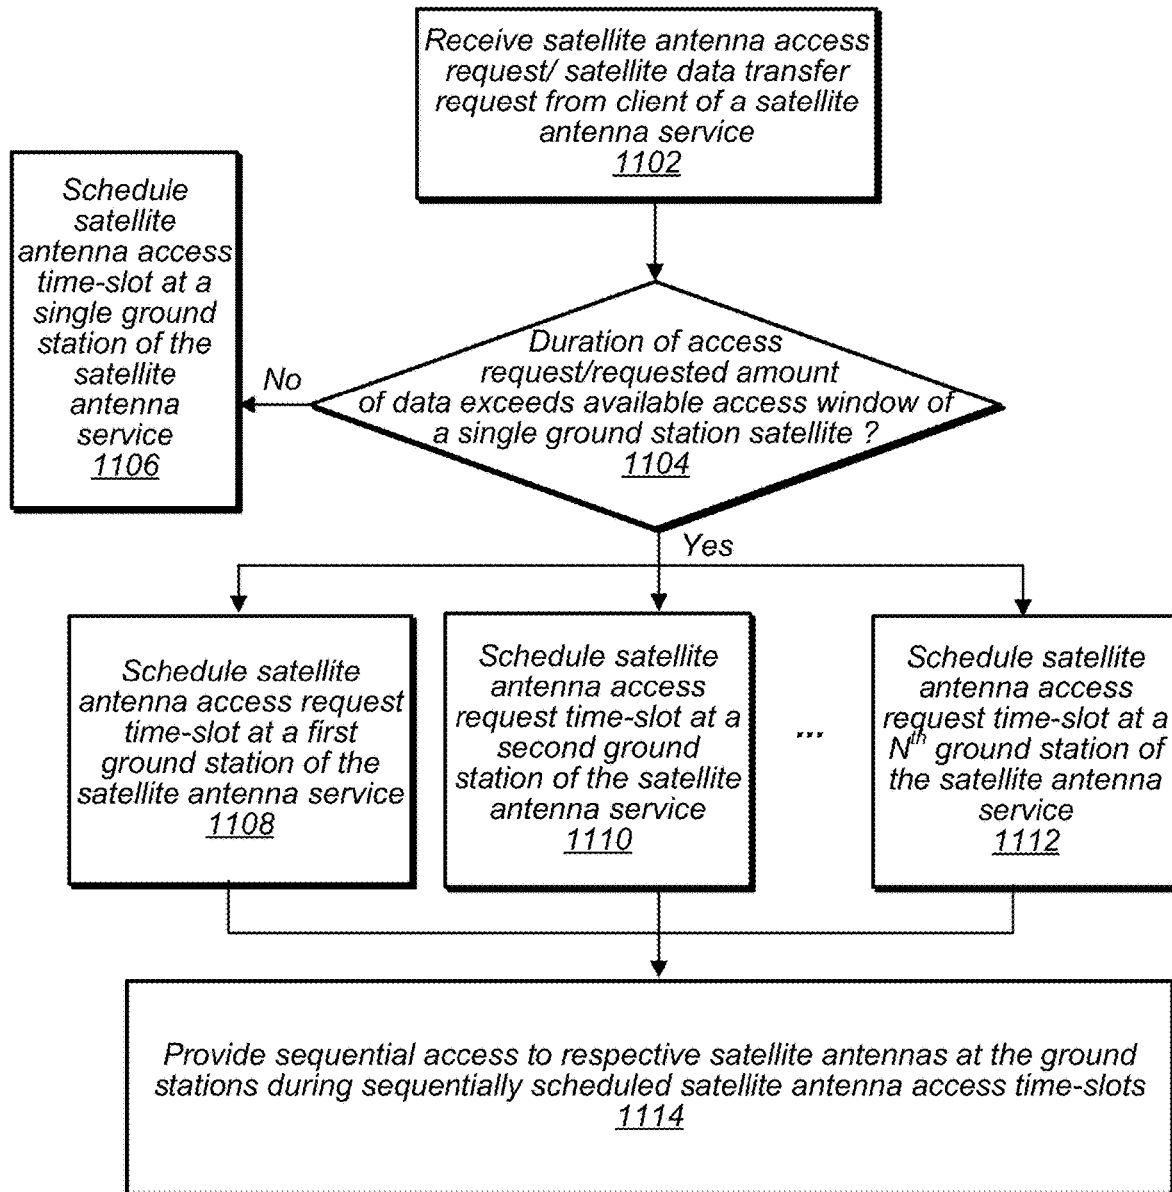 Receive satellite antenna access
request/ satellite data transfer
request from client of a satellite
antenna service
1102
Schedule
satellite
antenna access
time-slot at a
single ground
station of the
satellite
antenna
service
1106
No
Duration of access
request/requested amount
of data exceeds available access window of
a single ground station satellite ?
1104
Yes
Schedule satellite
antenna access request
time-slot at a first
ground station of the
satellite antenna service
1108
Schedule satellite
antenna access
request time-slot at a
second ground
station of the satellite
antenna service
1110
...
Schedule satellite
antenna access
request time-slot at a
Nth ground station of
the satellite antenna
service
1112
Provide sequential access to respective satellite antennas at the ground
stations during sequentially scheduled satellite antenna access time-slots
1114